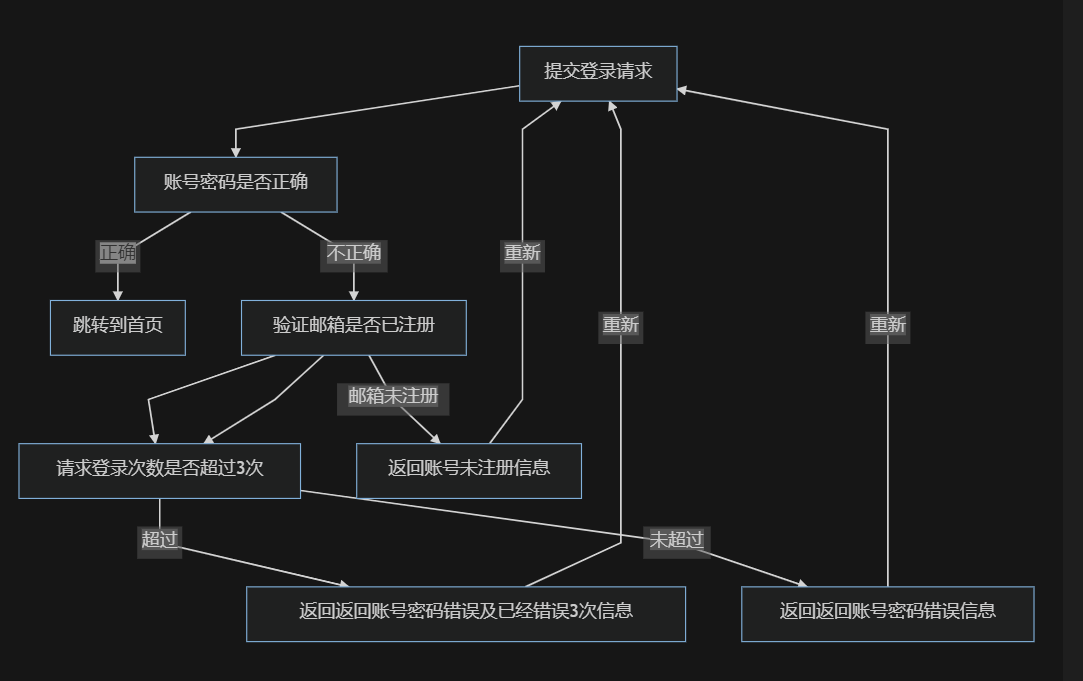 提交登录请求
账号密码是否正确
正确
不正确
重新
跳转到首页
验证邮箱是否已注册
重新
重新
邮箱未注册
请求登录次数是否超过3次
返回账号未注册信息
超过
未超过
返回返回账号密码错误及已经错误3次信息
返回返回账号密码错误信息